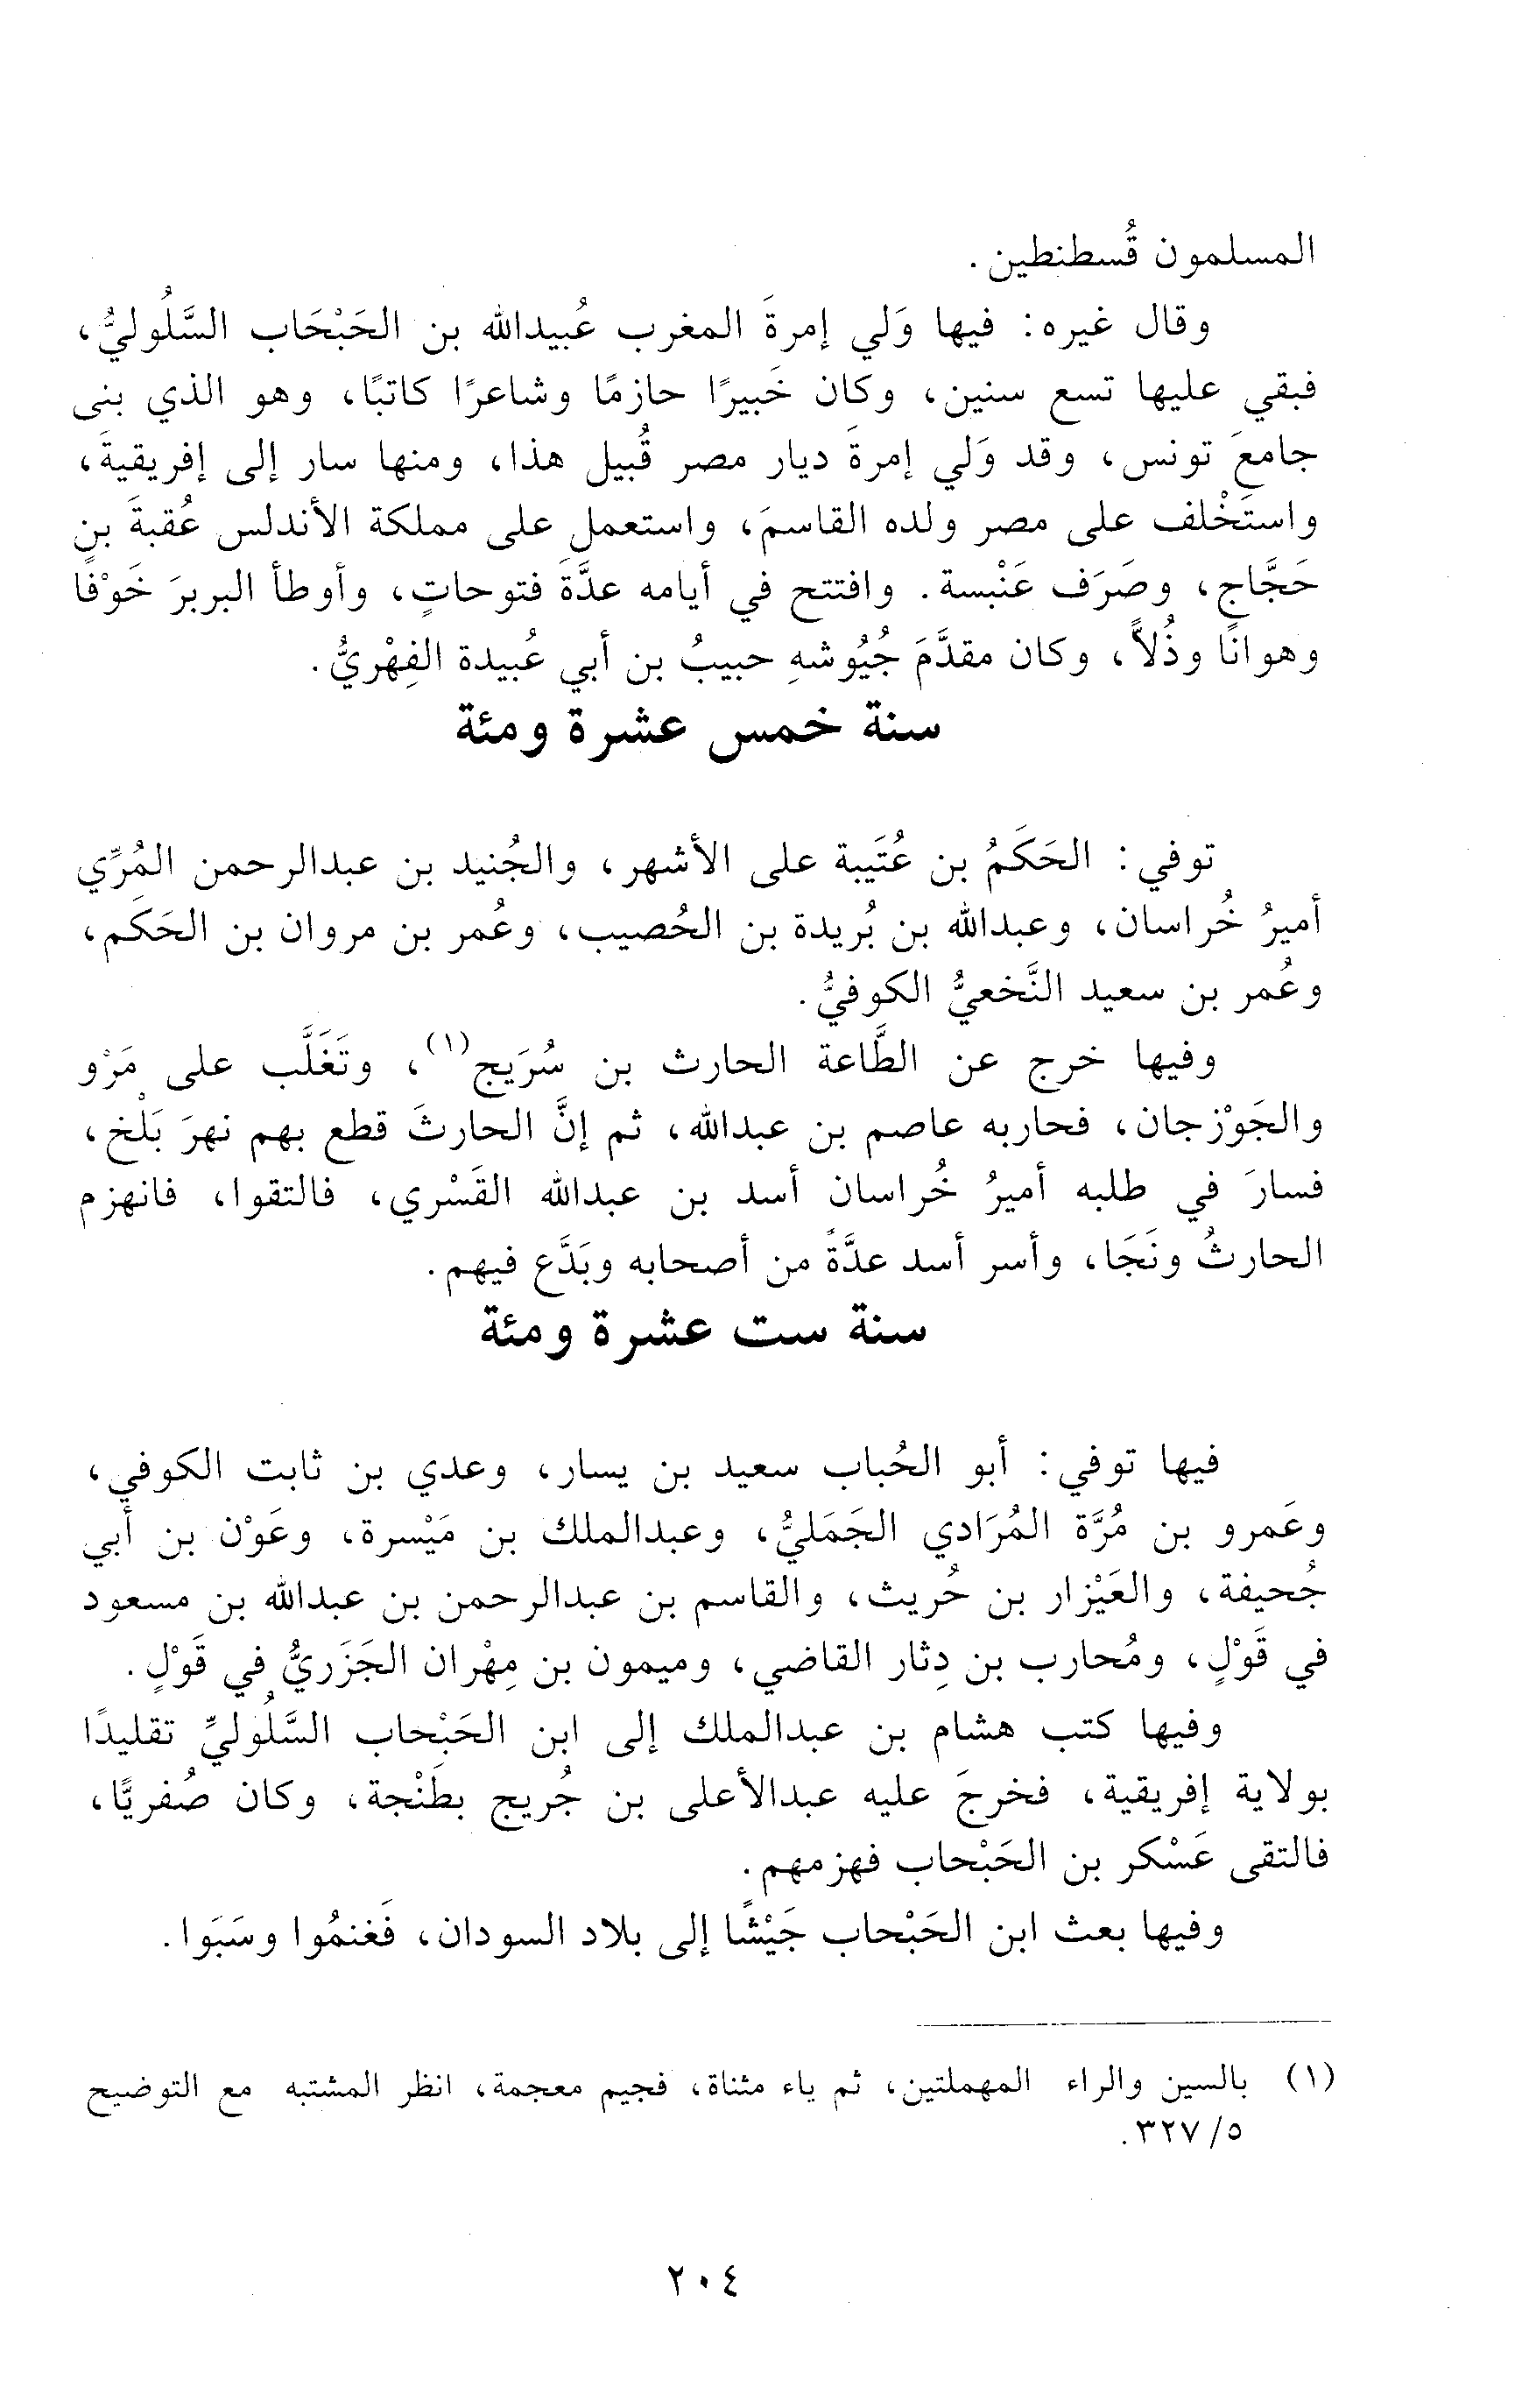 المسلمون قُسطنطين.
وقال غيره: فيها وَلي إمرةَ المغرب عُبيدالله بن الحَبْحَاب السَّلُوليُّ،
فبقي عليها تسع سنين، وكان خَبيرًا حازمًا وشاعرًا كاتبًا، وهو الذي بنى
جامعَ تونس، وقد وَلي إمرةَ ديار مصر قُبيل هذا، ومنها سار إلى إفريقيةَ،
واستَخْلف على مصر ولده القاسمَ، واستعمل على مملكة الأندلس عُقبةَ بن
حَجَّاجٍ، وصَرَف عَنْبسة. وافتتح في أيامه عدَّةَ فتوحاتٍ، وأوطأ البربرَ خَوْفًا
وهوانًا وذُلاًّ، وكان مقدَّمَ جُيُوشهِ حبيبُ بن أبي عُبيدة الفِهْريُّ.
سنة خمس عشرة ومئة
توفي: الحَكَمُ بن عُتَيبة على الأشهر، والجُنيد بن عبدالرحمن المُرِّي
أميرُ خُراسان، وعبدالله بن بُريدة بن الحُصيب، وعُمر بن مروان بن الحَكَم،
وعُمر بن سعيد النَّخعيُّ الكوفيُّ.
وفيها خرج عن الطَّاعة الحارث بن سُرَيج(١)، وتَغَلَّب على مَرْو
والجَوْزجان، فحاربه عاصم بن عبدالله، ثم إنَّ الحارثَ قطع بهم نهرَ بَلْخ،
فسارَ في طلبه أميرُ خُراسان أسد بن عبدالله القَسْري، فالتقوا، فانهزم
الحارثُ ونَجَا، وأسر أسد عدَّةً من أصحابه وبَدَّع فيهم.
سنة ست عشرة ومئة
فيها توفي: أبو الحُباب سعيد بن يسار، وعدي بن ثابت الكوفي،
وعَمرو بن مُرَّة المُرَادي الجَمَليُّ، وعبدالملك بن مَيْسرة، وعَوْن بن أبي
جُحيفة، والعَيْزار بن حُريث، والقاسم بن عبدالرحمن بن عبدالله بن مسعود
في قَوْلٍ، ومُحارب بن دِثار القاضي، وميمون بن مِهْران الجَزَريُّ في قَوْلٍ.
وفيها كتب هشام بن عبدالملك إلى ابن الحَبْحاب السَّلُوليِّ تقليدًا
بولاية إفريقية، فخرجَ عليه عبدالأعلى بن جُريج بطَنْجة، وكان صُفريًّا،
فالتقى عَسْكر بن الحَبْحاب فهزمهم.
وفيها بعث ابن الحَبْحاب جَيْشًا إلى بلاد السودان، فَغنمُوا وسَبَوا.
(١) بالسين والراء المهملتين، ثم ياء مثناة، فجيم معجمة، انظر المشتبه مع التوضيح
٥/ ٣٢٧.
٢٠٤